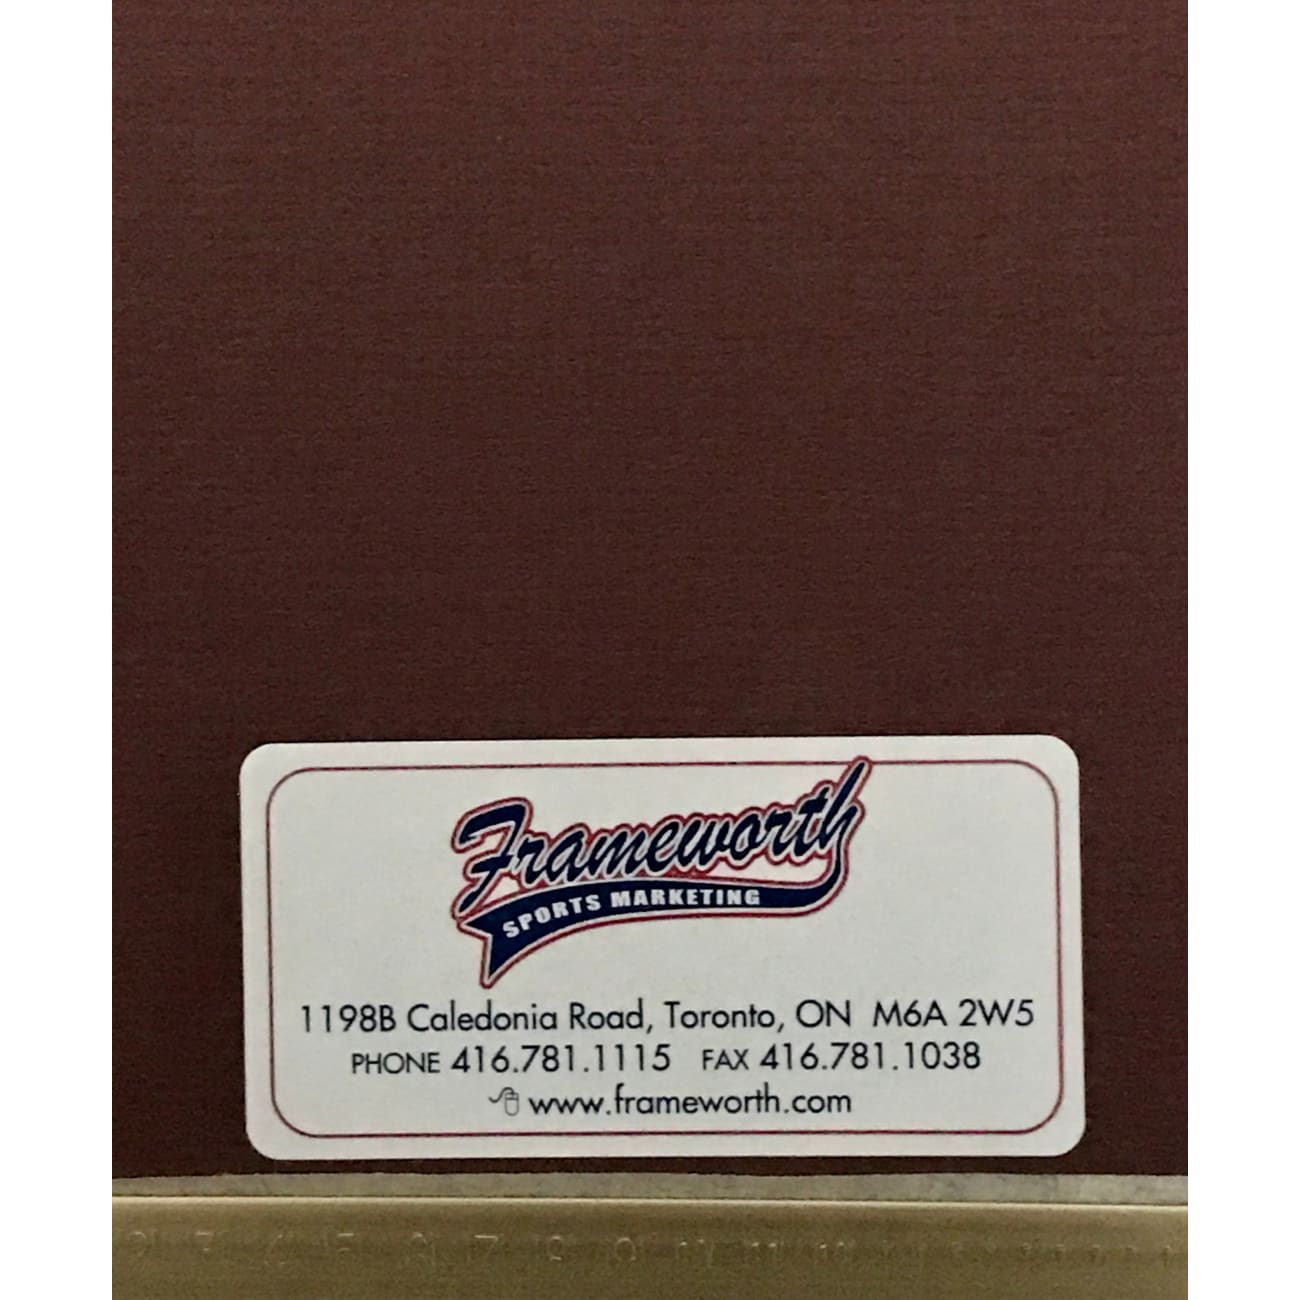 Frameworth
SPORTS MARKETING
1198B Caledonia Road, Toronto, ON M6A 2W5
PHONE 416.781.1115 FAX 416.781.1038
www.frameworth.com